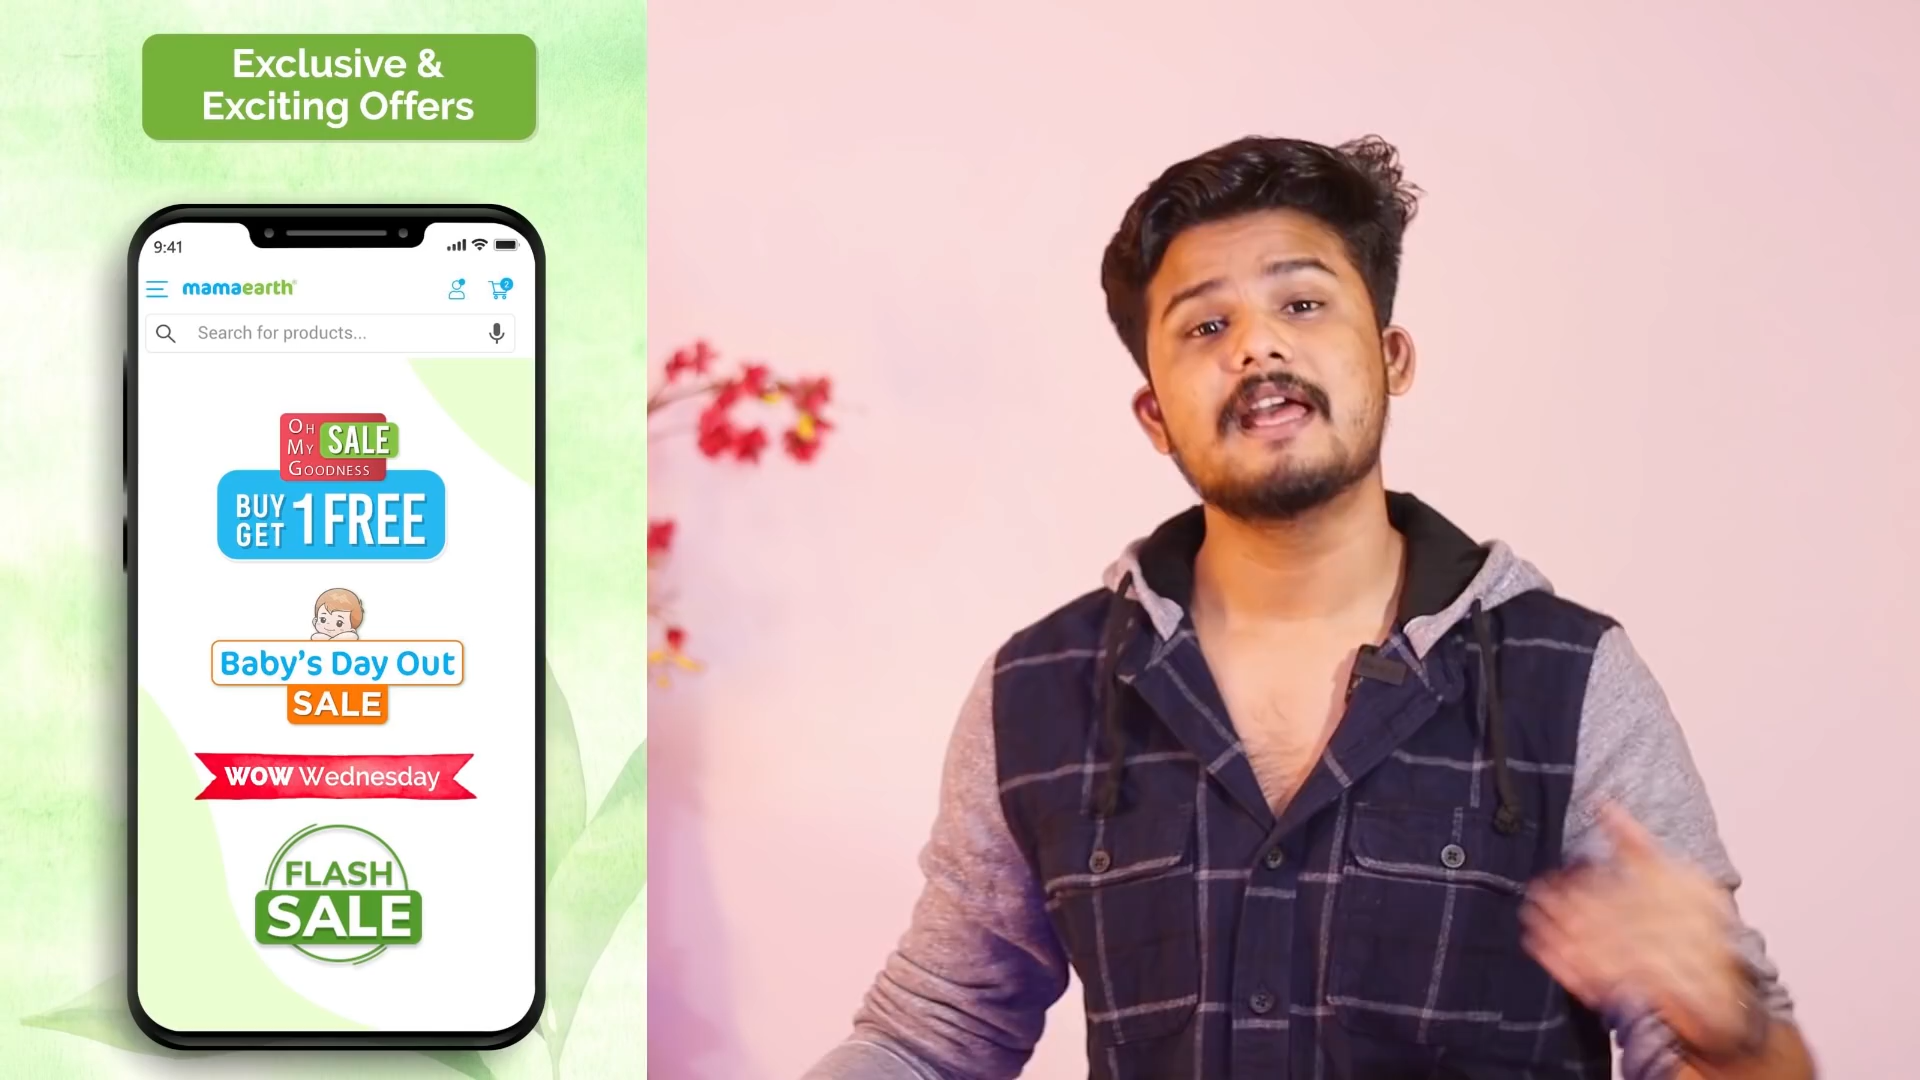 Exclusive &
Exciting Offers
9:41
mamaearth
2
Search for products...
OH
MY SALE
GOODNESS
BUY
GET 1 FREE
Baby's Day Out
SALE
WOW Wednesday
FLASH
SALE